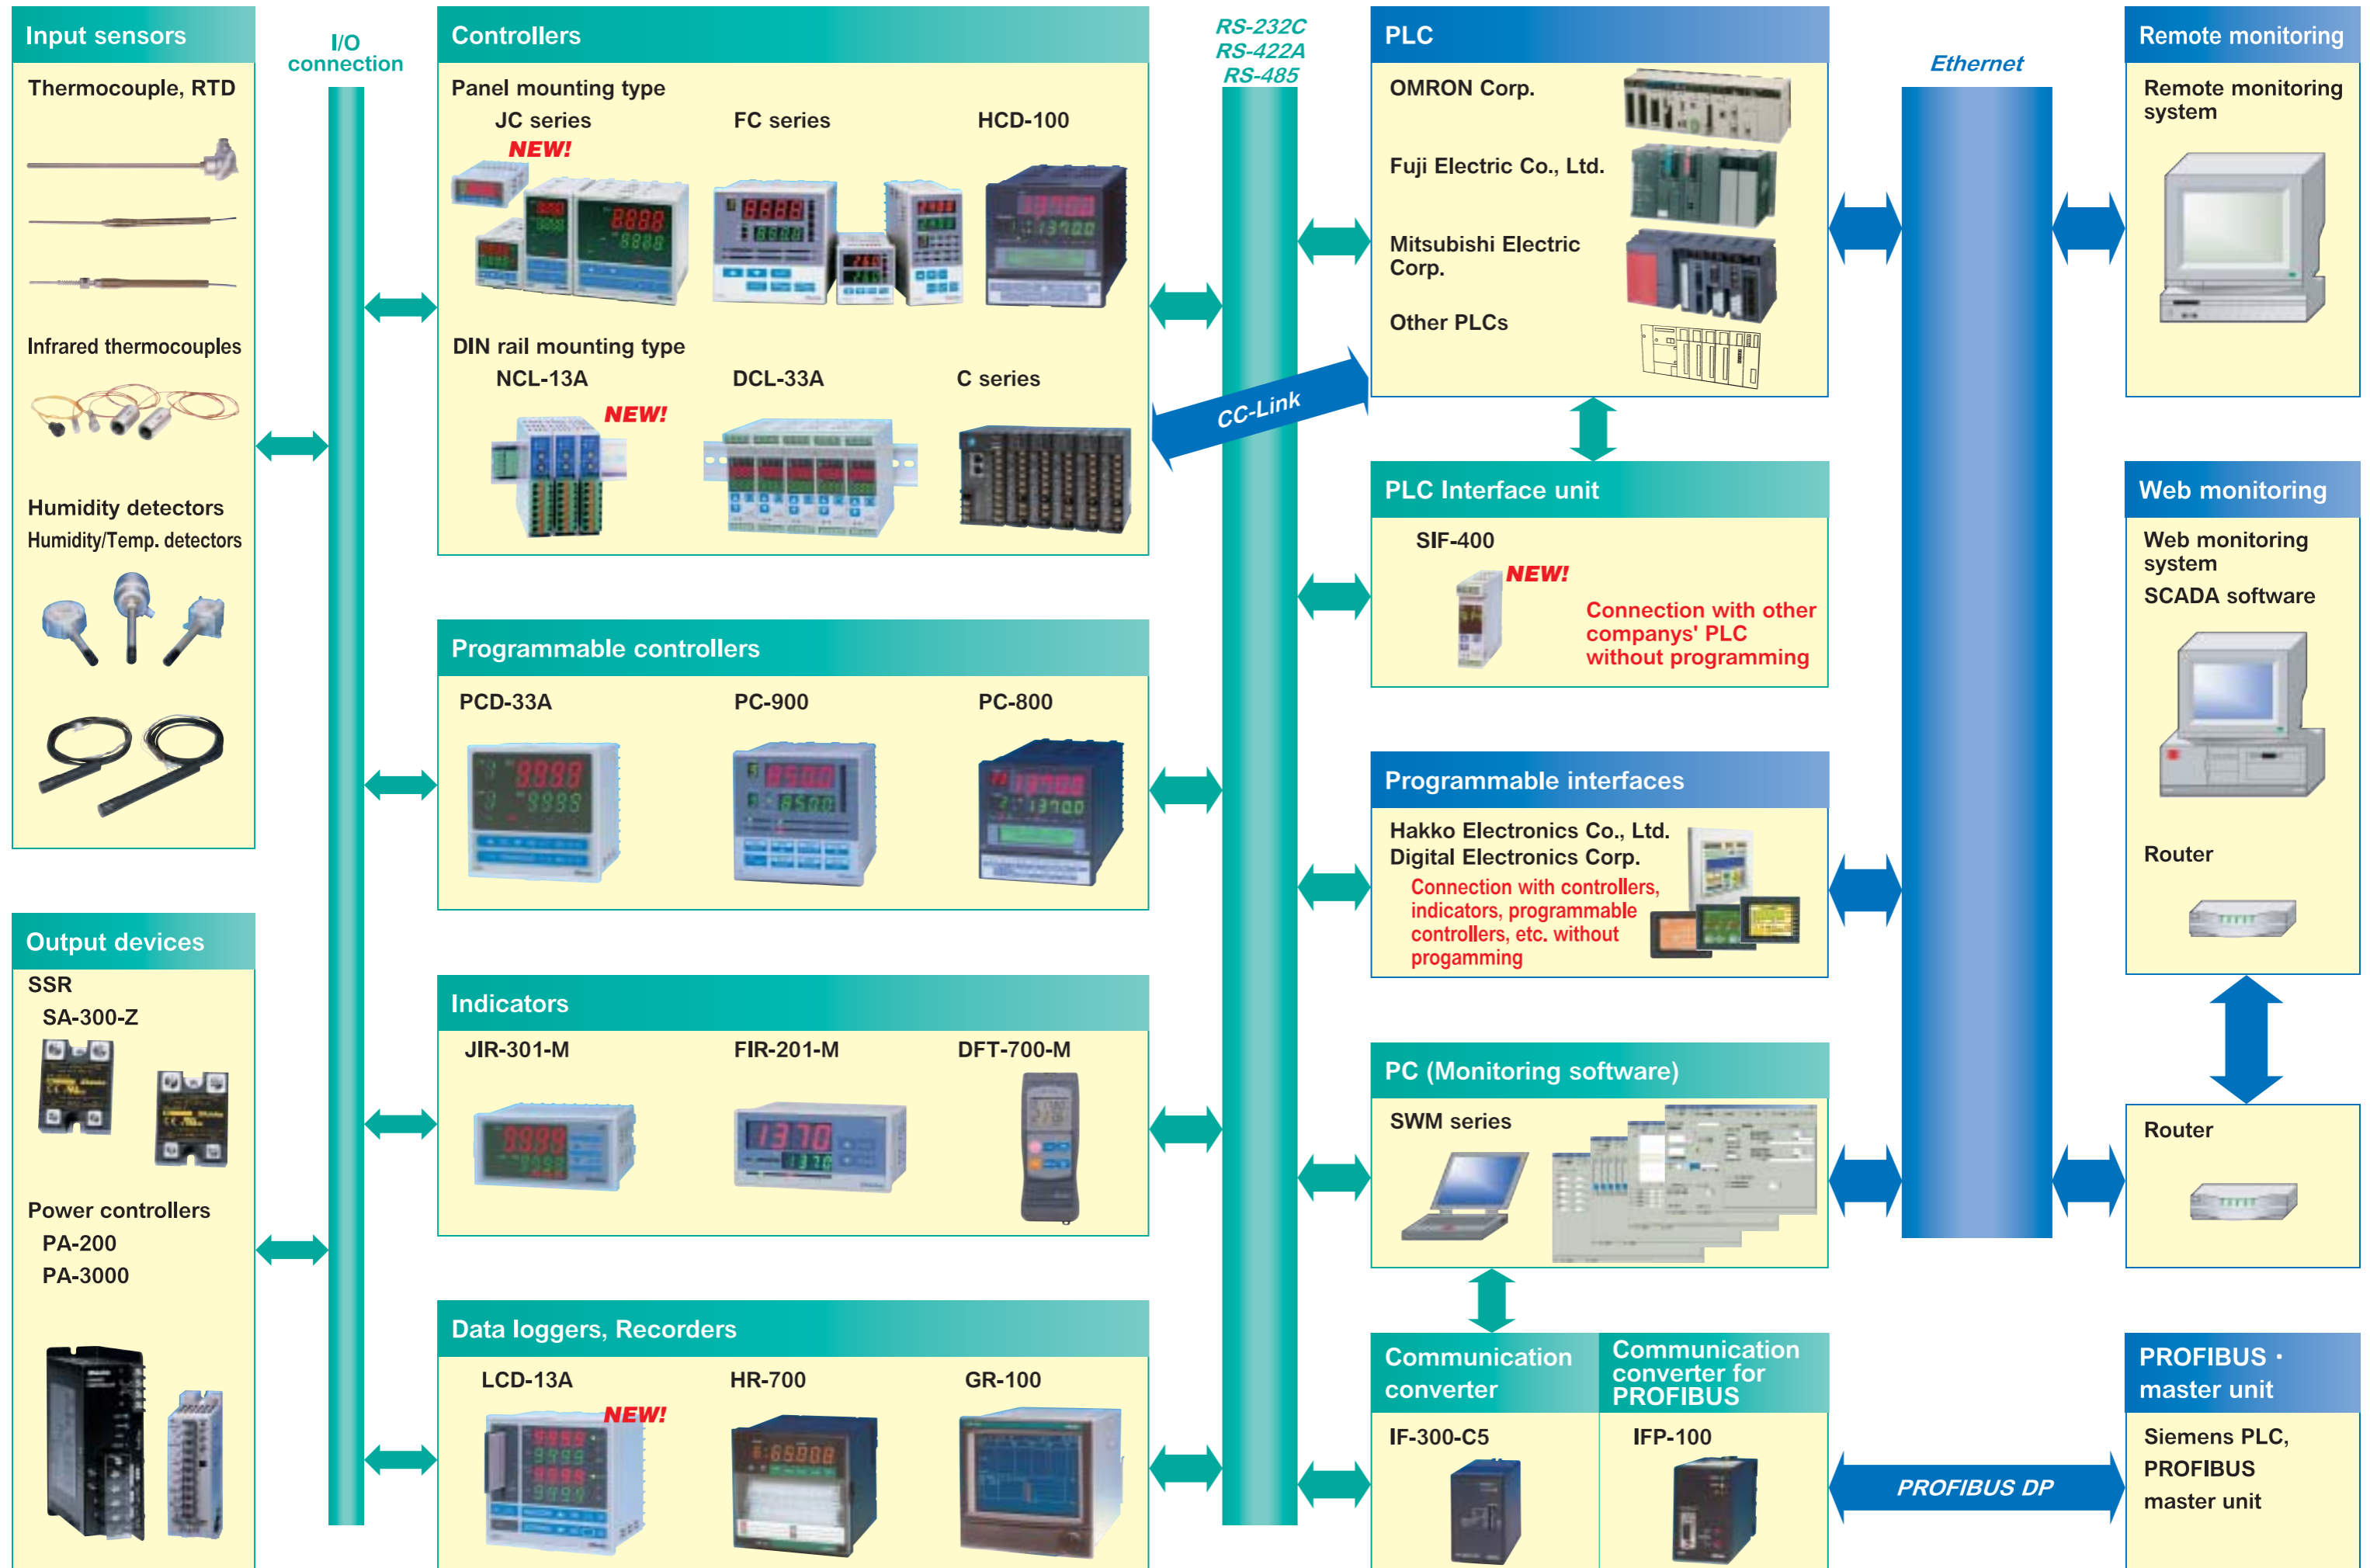 Input sensors
Thermocouple, RTD
Infrared thermocouples
Humidity detectors
Humidity/Temp. detectors
Output devices
SSR
SA-300-Z
Power controllers
PA-200
PA-3000
I/O
connection
Controllers
Panel mounting type
JC series
NEW!
FC series
HCD-100
DIN rail mounting type
NCL-13A
NEW!
DCL-33A
C series
Programmable controllers
PCD-33A
PC-900
PC-800
Indicators
JIR-301-M
FIR-201-M
DFT-700-M
Data loggers, Recorders
LCD-13A
NEW!
HR-700
GR-100
RS-232C
RS-422A
RS-485
CC-Link
PLC
OMRON Corp.
Fuji Electric Co., Ltd.
Mitsubishi Electric
Corp.
Other PLCs
PLC Interface unit
SIF-400
NEW!
Connection with other
companys' PLC
without programming
Programmable interfaces
Hakko Electronics Co., Ltd.
Digital Electronics Corp.
Connection with controllers,
indicators, programmable
controllers, etc. without
progamming
PC (Monitoring software)
SWM series
Communication
converter
IF-300-C5
Communication
converter for
PROFIBUS
IFP-100
Ethernet
PROFIBUS DP
Remote monitoring
Remote monitoring
system
Web monitoring
Web monitoring
system
SCADA software
Router
Router
PROFIBUS ·
master unit
Siemens PLC,
PROFIBUS
master unit